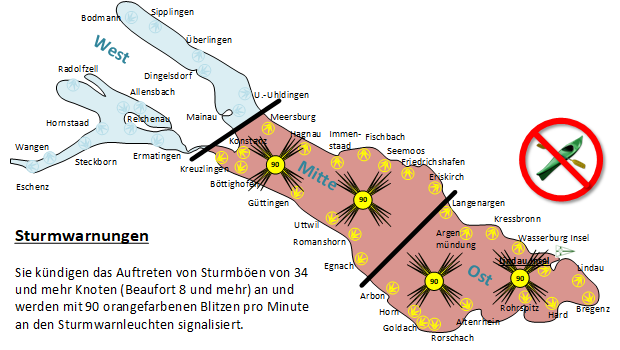 Sipplingen
Bodmann
Überlingen
West
Radolfzell
Dingelsdorf
Allensbach
U.-Uhldingen
Mainau
Meersburg
Hornstaad
Reichenau
Hagnau
Immen-
staad
Fischbach
Konstanz
Seemoos
Wangen
Ermatingen
Friedrichshafen
Steckborn
Kreuzlingen
90
Mitte
Eriskirch
Eschenz
Böttighofen
Güttingen
90
Langenargen
Kressbronn
Uttwil
Argen
mündung
Sturmwarnungen
Romanshorn
Wasserburg Insel
Lindau Insel
Egnach
Ost
Lindau
90
90
Sie kündigen das Auftreten von Sturmböen von 34
und mehr Knoten (Beaufort 8 und mehr) an und
werden mit 90 orangefarbenen Blitzen pro Minute
an den Sturmwarnleuchten signalisiert.
Arbon
Horn
Rohrspitz
Hard
Bregenz
Goldach
Altenrhein
Rorschach